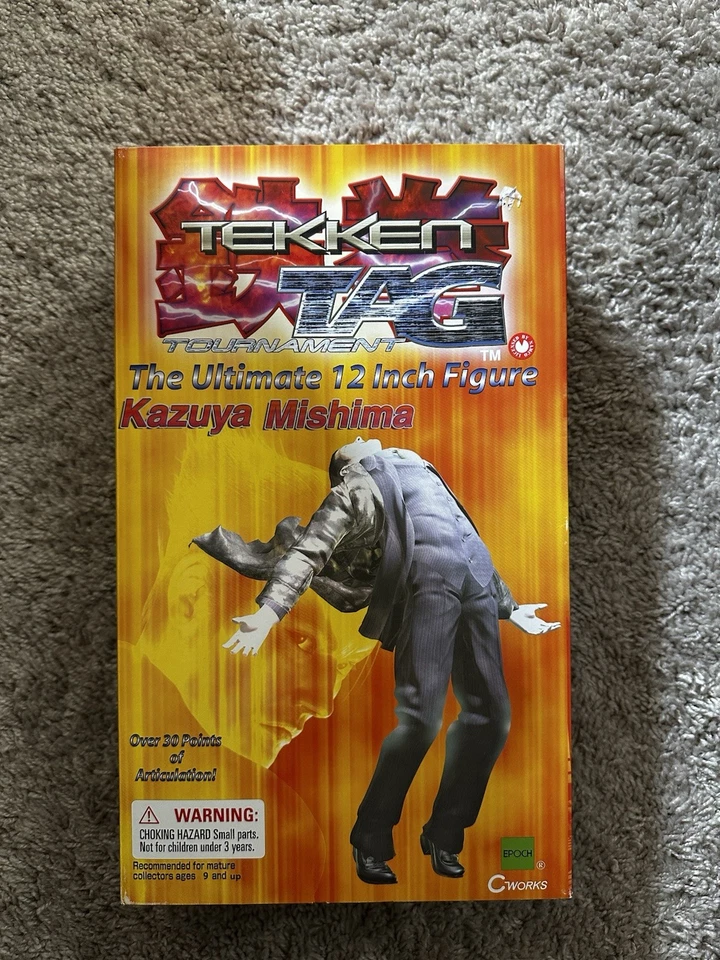 鉄拳
TEKKEN
TAG
TOURNAMENT
TM
The Ultimate 12 Inch Figure
Kazuya Mishima
Over 30 Points
of
Articulation!
WARNING:
CHOKING HAZARD Small parts.
Not for children under 3 years.
Recommended for mature
collectors ages 9 and up
EPOCH
®
C-WORKS